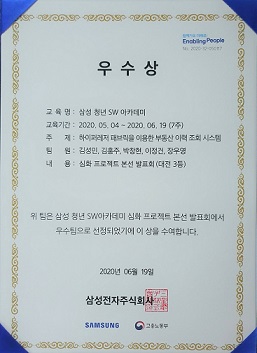 함께가요 미래로!
Enabling People
우수상
교 육 명 : 삼성 청년 SW 아카데미
교육기간 : 2020. 05. 04 ~ 2020. 06. 19 (7주)
주 제 : 하이퍼레저 패브릭을 이용한 부동산 이력 조회 시스템
팀 원 : 김성민, 김홍주, 박창현, 이정건, 장우영
내 용 : 심화 프로젝트 본선 발표회 (대전 3등)
위 팀은 삼성 청년 SW아카데미 심화 프로젝트 본선 발표회에서
우수팀으로 선정되었기에 이 상을 수여합니다.
2020년 06월 19일
삼성전자주식회사
SAMSUNG 고용노동부